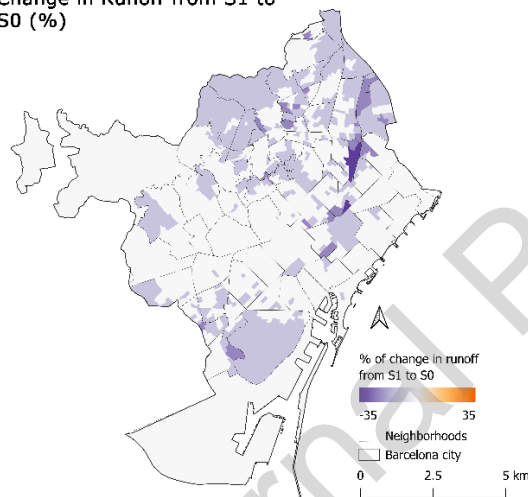 Change in Runoff from S1 to
S0 (%)
% of change in runoff
from S1 to S0
-35 35
Neighborhoods
Barcelona city
0 2.5 5 km